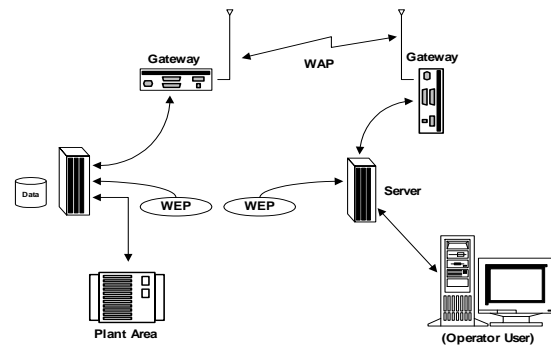 Gateway
WAP
Gateway
Data
WEP
WEP
Server
Plant Area
(Operator User)